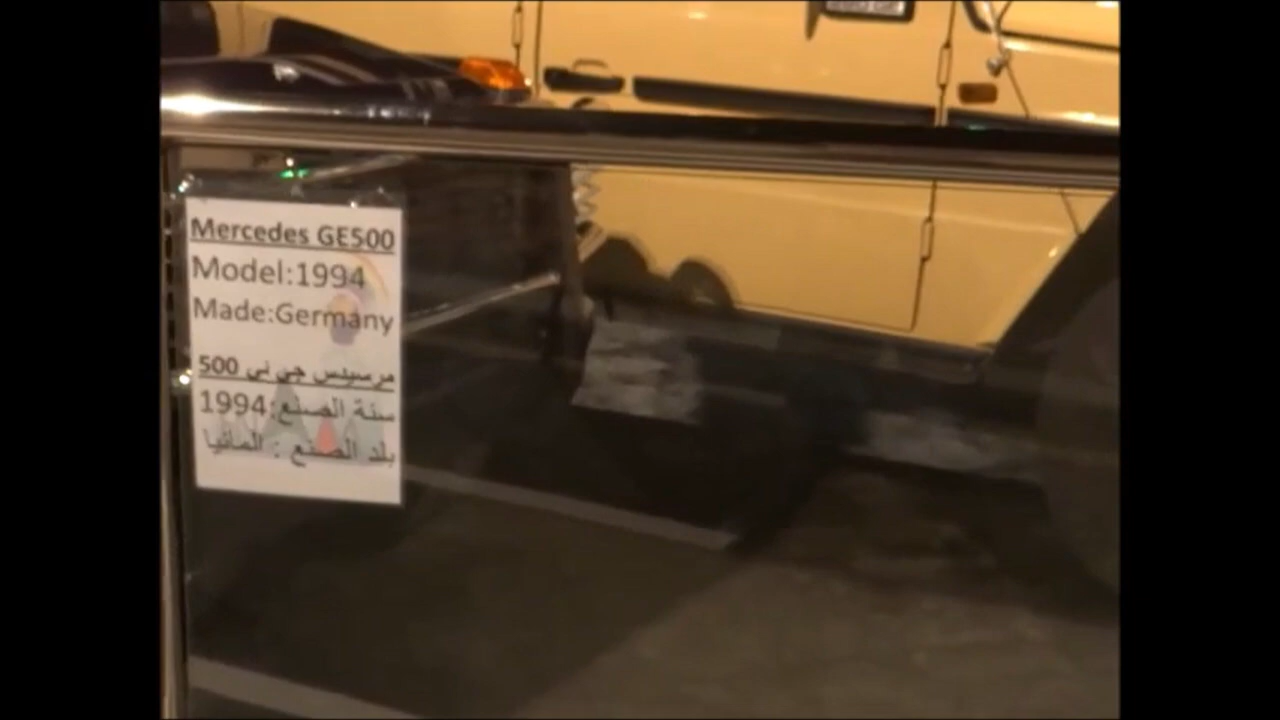 Mercedes GE500
Model:1994
Made:Germany
مرسيدس جي ئي 500
سنة الصنع:1994
بلد الصنع : المانيا